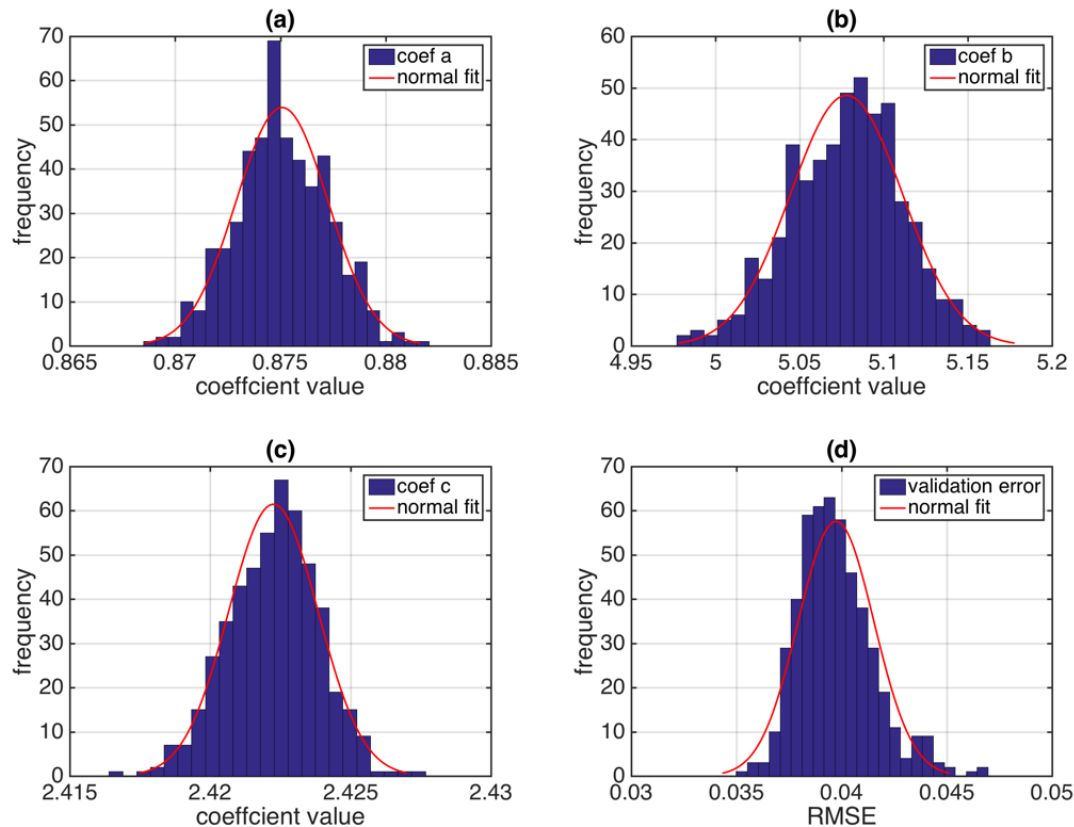 (a)
70
60
50
40
30
20
10
0
frequency
coef a
normal fit
0.865 0.87 0.875 0.88 0.885
coeffcient value
(b)
60
50
40
30
20
10
0
frequency
coef b
normal fit
4.95 5 5.05 5.1 5.15 5.2
coeffcient value
(c)
70
60
50
40
30
20
10
0
frequency
coef c
normal fit
2.415 2.42 2.425 2.43
coeffcient value
(d)
70
60
50
40
30
20
10
0
frequency
validation error
normal fit
0.03 0.035 0.04 0.045 0.05
RMSE